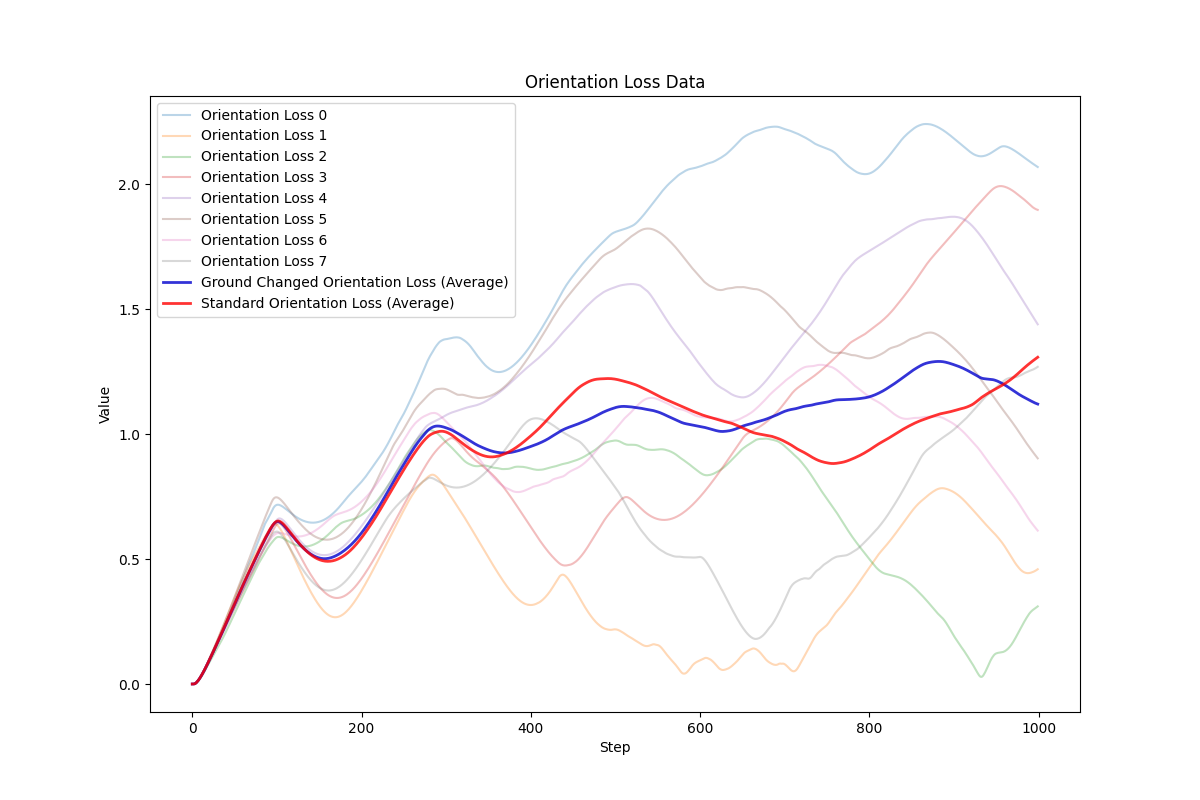 Orientation Loss Data
Orientation Loss 0
Orientation Loss 1
Orientation Loss 2
Orientation Loss 3
Orientation Loss 4
Orientation Loss 5
Orientation Loss 6
Orientation Loss 7
Ground Changed Orientation Loss (Average)
Standard Orientation Loss (Average)
Value
2.0
1.5
1.0
0.5
0.0
0 200 400 600 800 1000
Step